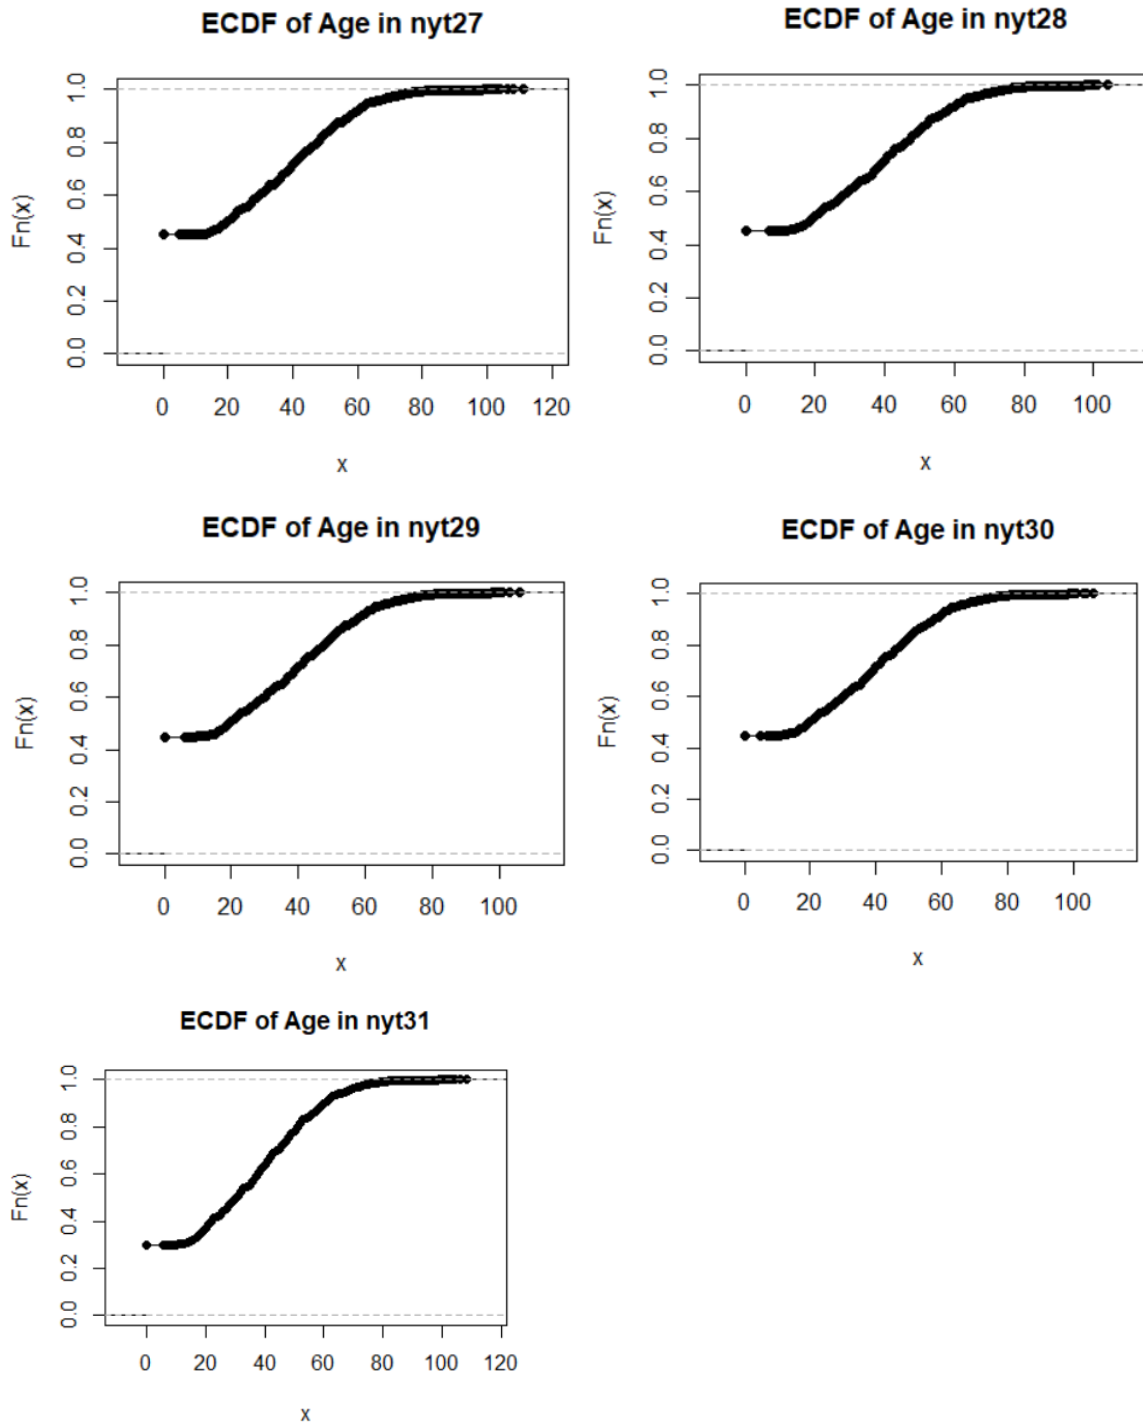 ECDF of Age in nyt27
Fn(x)
1.0
0.8
0.6
0.4
0.2
0.0
0 20 40 60 80 100 120
x
ECDF of Age in nyt28
Fn(x)
1.0
0.8
0.6
0.4
0.2
0.0
0 20 40 60 80 100
x
ECDF of Age in nyt29
Fn(x)
1.0
0.8
0.6
0.4
0.2
0.0
0 20 40 60 80 100
x
ECDF of Age in nyt30
Fn(x)
1.0
0.8
0.6
0.4
0.2
0.0
0 20 40 60 80 100
x
ECDF of Age in nyt31
Fn(x)
1.0
0.8
0.6
0.4
0.2
0.0
0 20 40 60 80 100 120
x